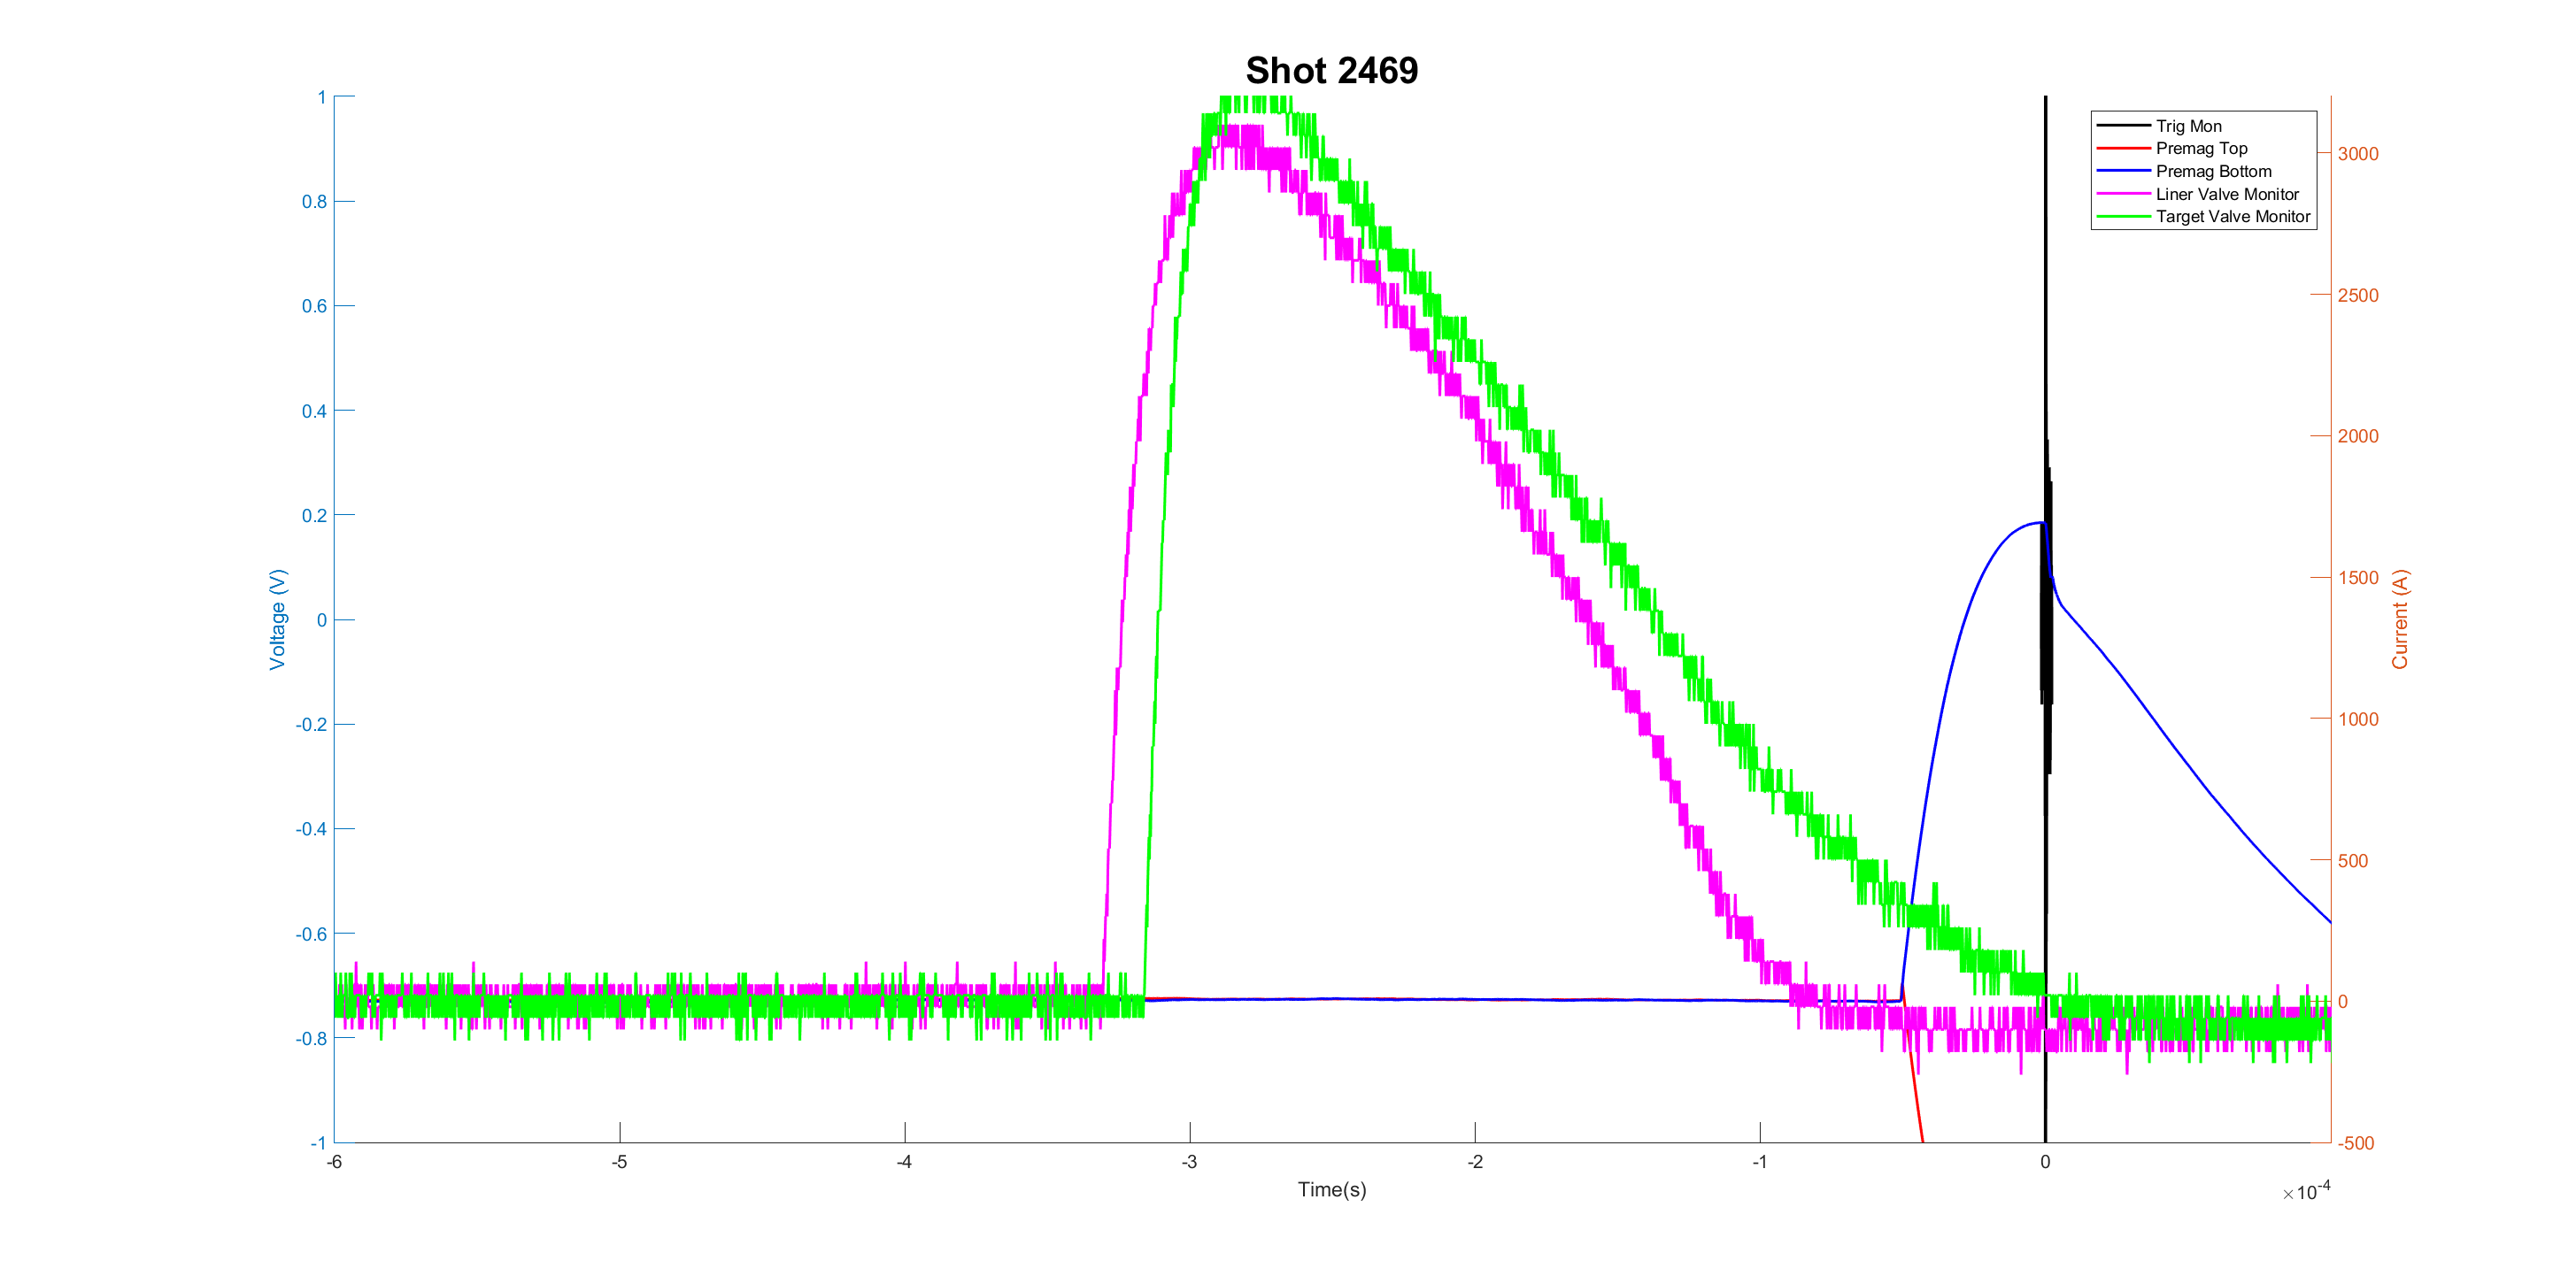 Shot 2469
1
0.8
0.6
0.4
0.2
0
-0.2
-0.4
-0.6
-0.8
-1
Voltage (V)
Trig Mon
Premag Top
Premag Bottom
Liner Valve Monitor
Target Valve Monitor
3000
2500
2000
1500
1000
500
0
-500
Current (A)
-6 -5 -4 -3 -2 -1 0
Time(s)
×10-4